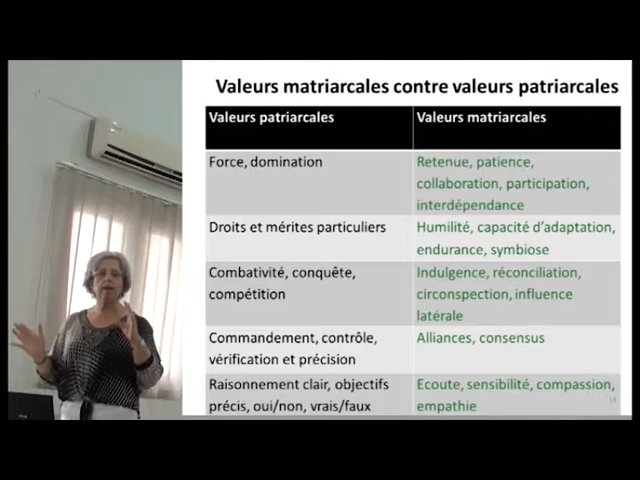 Valeurs matriarcales contre valeurs patriarcales
Valeurs patriarcales
Valeurs matriarcales
Force, domination
Retenue, patience,
collaboration, participation,
interdépendance
Droits et mérites particuliers
Humilité, capacité d’adaptation,
endurance, symbiose
Combativité, conquête,
compétition
Indulgence, réconciliation,
circonspection, influence
latérale
Commandement, contrôle,
vérification et précision
Alliances, consensus
Raisonnement clair, objectifs
précis, oui/non, vrais/faux
Ecoute, sensibilité, compassion,
empathie
18